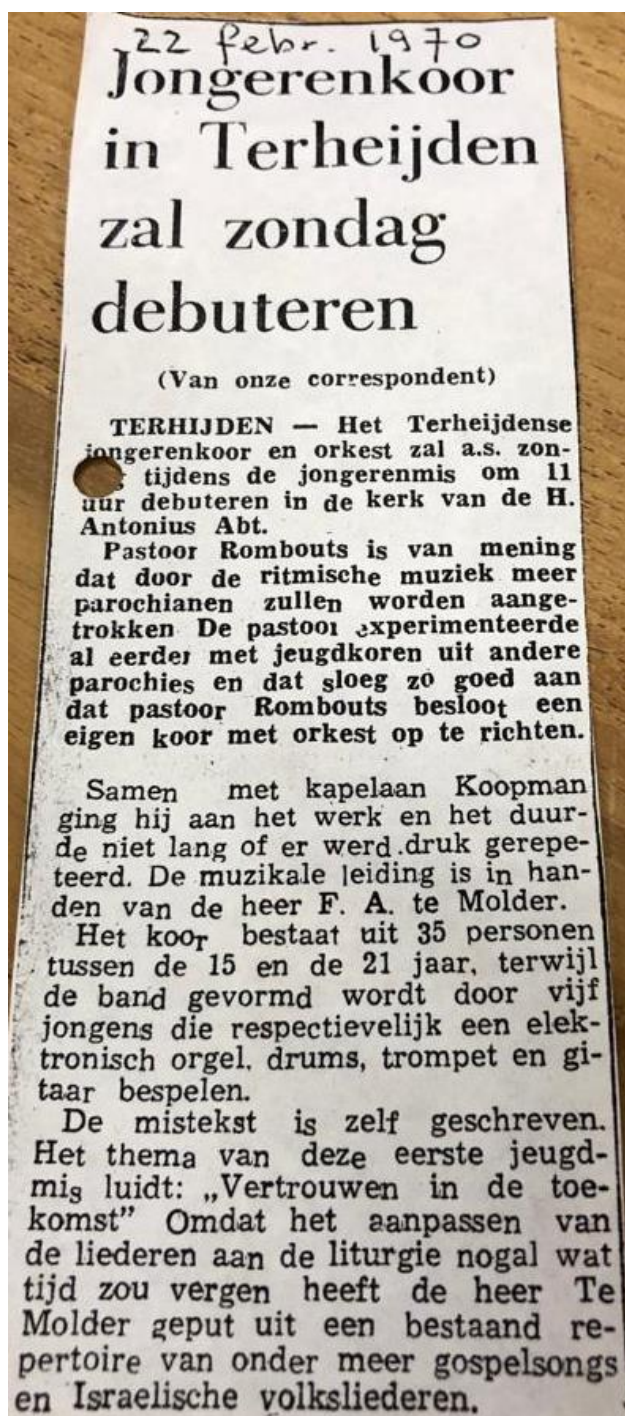 22 febr. 1970
Jongerenkoor
in Terheijden
zal zondag
debuteren
(Van onze correspondent)
TERHIJDEN — Het Terheijdense
jongerenkoor en orkest zal a.s. zon-
tijdens de jongerenmis om 11
uur debuteren in de kerk van de H.
Antonius Abt.
Pastoor Rombouts is van mening
dat door de ritmische muziek meer
parochianen zullen worden aange-
trokken De pastoor experimenteerde
al eerder met jeugdkoren uit andere
parochies en dat sloeg zo goed aan
dat pastoor Rombouts besloot een
eigen koor met orkest op te richten.
Samen met kapelaan Koopman
ging hij aan het werk en het duur-
de niet lang of er werd druk gerepe-
teerd. De muzikale leiding is in han-
den van de heer F. A. te Molder.
Het koor bestaat uit 35 personen
tussen de 15 en de 21 jaar, terwijl
de band gevormd wordt door vijf
jongens die respectievelijk een elek-
tronisch orgel, drums, trompet en gi-
taar bespelen.
De mistekst is zelf geschreven.
Het thema van deze eerste jeugd-
mis luidt: „Vertrouwen in de toe-
komst” Omdat het aanpassen van
de liederen aan de liturgie nogal wat
tijd zou vergen heeft de heer Te
Molder geput uit een bestaand re-
pertoire van onder meer gospelsongs
en Israelische volksliederen.